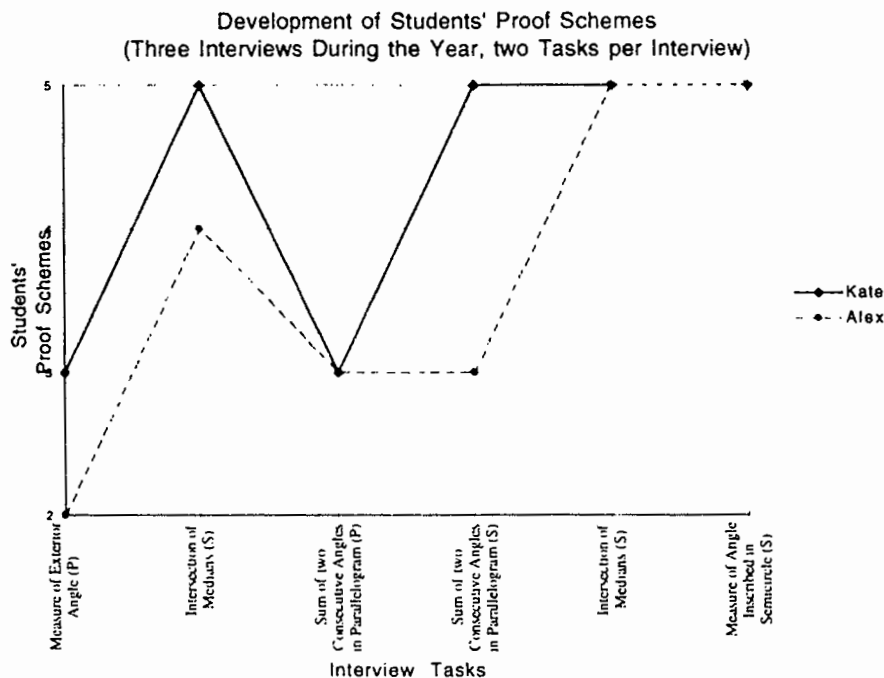 Development of Students' Proof Schemes
(Three Interviews During the Year, two Tasks per Interview)
5
4
3
2
Students'
Proof Schemes
Kate
Alex
Measure of Exterior
Angle (P)
Intersection of
Medians (S)
Sum of two
Consecutive Angles
in Parallelogram (P)
Sum of two
Consecutive Angles
in Parallelogram (S)
Intersection of
Medians (S)
Measure of Angle
Inscribed in
Semicircle (S)
Interview Tasks